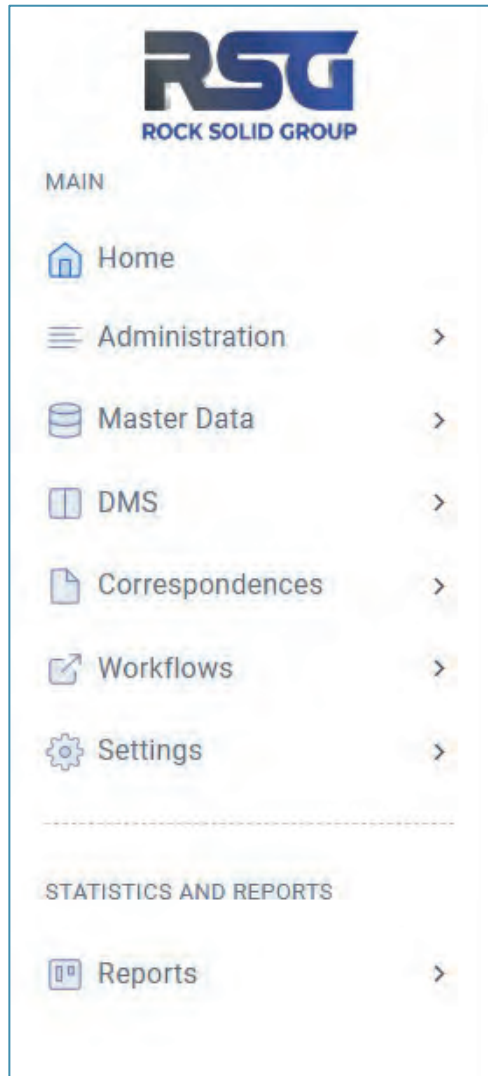 RSG
ROCK SOLID GROUP
MAIN
Home
Administration
Master Data
DMS
Correspondences
Workflows
Settings
STATISTICS AND REPORTS
Reports